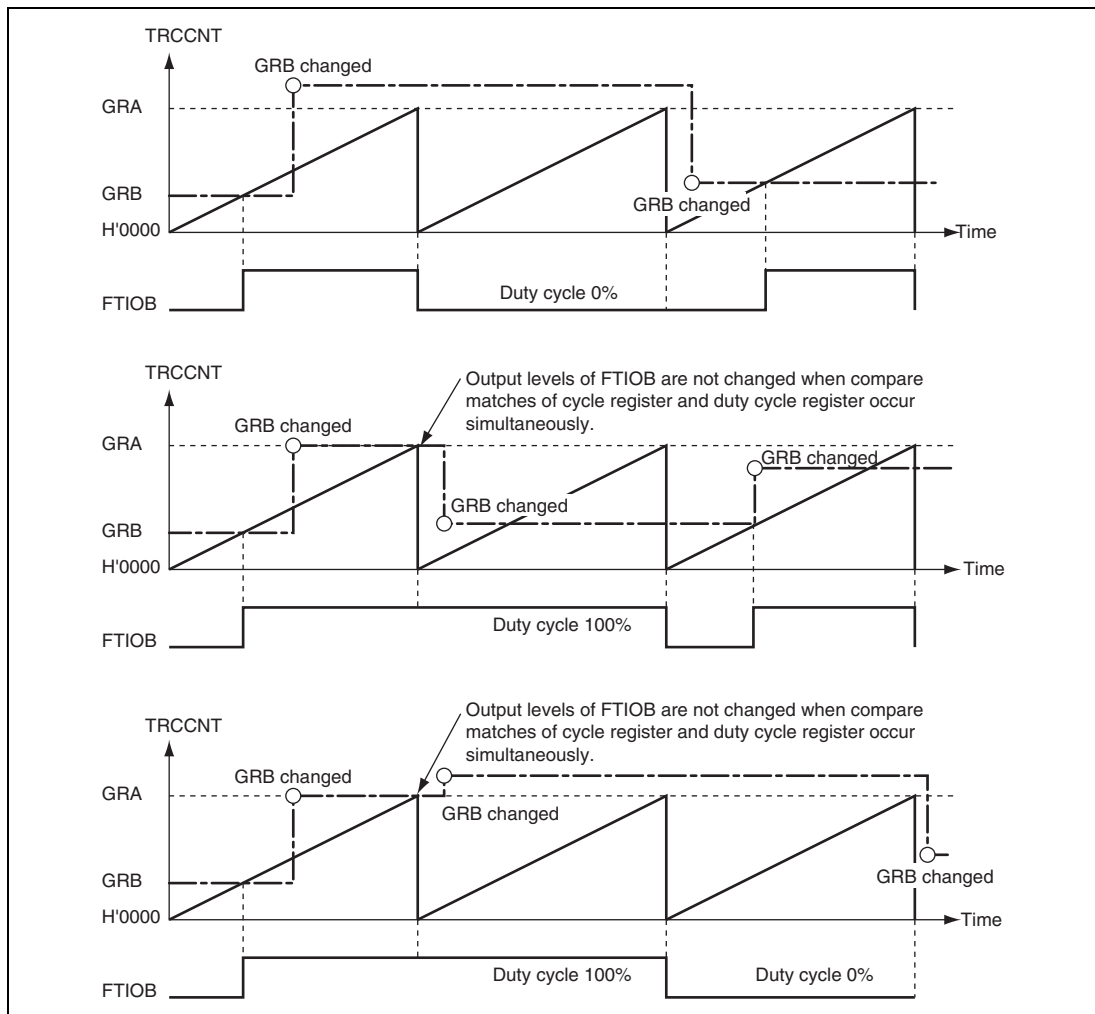 TRCCNT
GRB changed
GRA
GRB
GRB changed
H'0000
Time
Duty cycle 0%
FTIOB
TRCCNT
Output levels of FTIOB are not changed when compare
matches of cycle register and duty cycle register occur
simultaneously.
GRB changed
GRA
GRB changed
GRB changed
GRB
H'0000
Time
Duty cycle 100%
FTIOB
Output levels of FTIOB are not changed when compare
matches of cycle register and duty cycle register occur
simultaneously.
TRCCNT
GRB changed
GRA
GRB changed
GRB
GRB changed
H'0000
Time
Duty cycle 100%
Duty cycle 0%
FTIOB